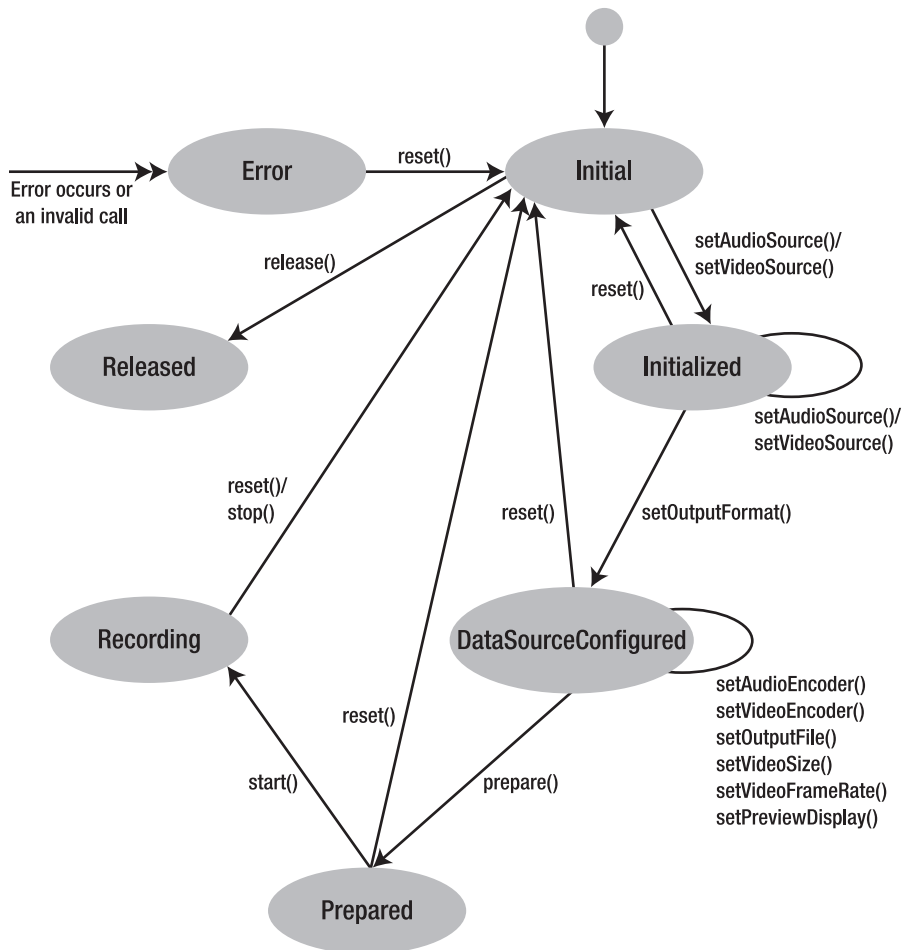 Error
reset()
Initial
Error occurs or
an invalid call
setAudioSource()/
setVideoSource()
release()
reset()
Released
Initialized
setAudioSource()/
setVideoSource()
reset()/
stop()
reset()
setOutputFormat()
Recording
DataSourceConfigured
setAudioEncoder()
setVideoEncoder()
setOutputFile()
setVideoSize()
setVideoFrameRate()
setPreviewDisplay()
reset()
start()
prepare()
Prepared